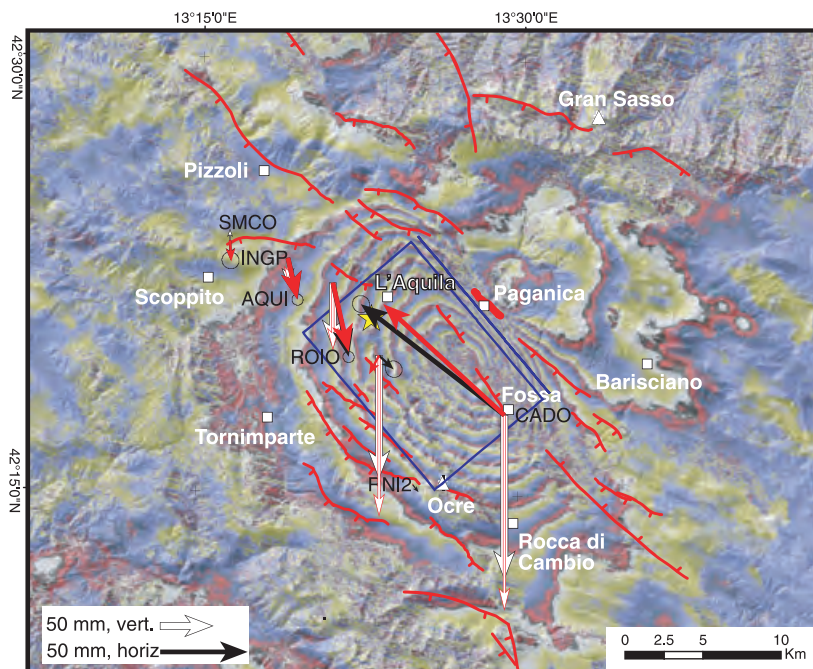 13°15'0"E
13°30'0"E
42°30'0"N
Gran Sasso
Pizzoli
SMCO
INGP
Scoppito
AQUI
L'Aquila
Paganica
ROIO
Barisciano
Fossa
CADO
Tornimparte
42°15'0"N
FNI2
Ocre
Rocca di
Cambio
50 mm, vert.
50 mm, horiz
0 2.5 5 10
Km